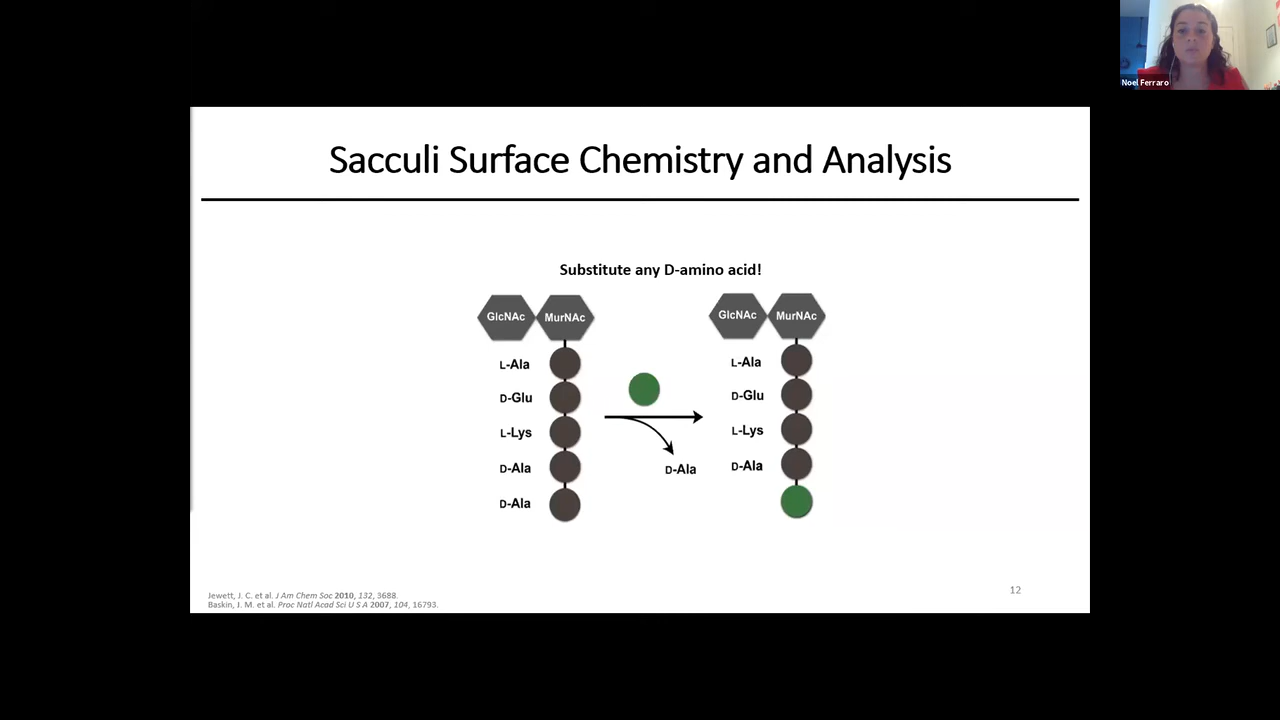 Noel Ferraro
Sacculi Surface Chemistry and Analysis
Substitute any D-amino acid!
GlcNAc MurNAc
L-Ala
D-Glu
L-Lys
D-Ala
D-Ala
D-Ala
GlcNAc MurNAc
L-Ala
D-Glu
L-Lys
D-Ala
Jewett, J. C. et al. J Am Chem Soc 2010, 132, 3688.
Baskin, J. M. et al. Proc Natl Acad Sci U S A 2007, 104, 16793.
12